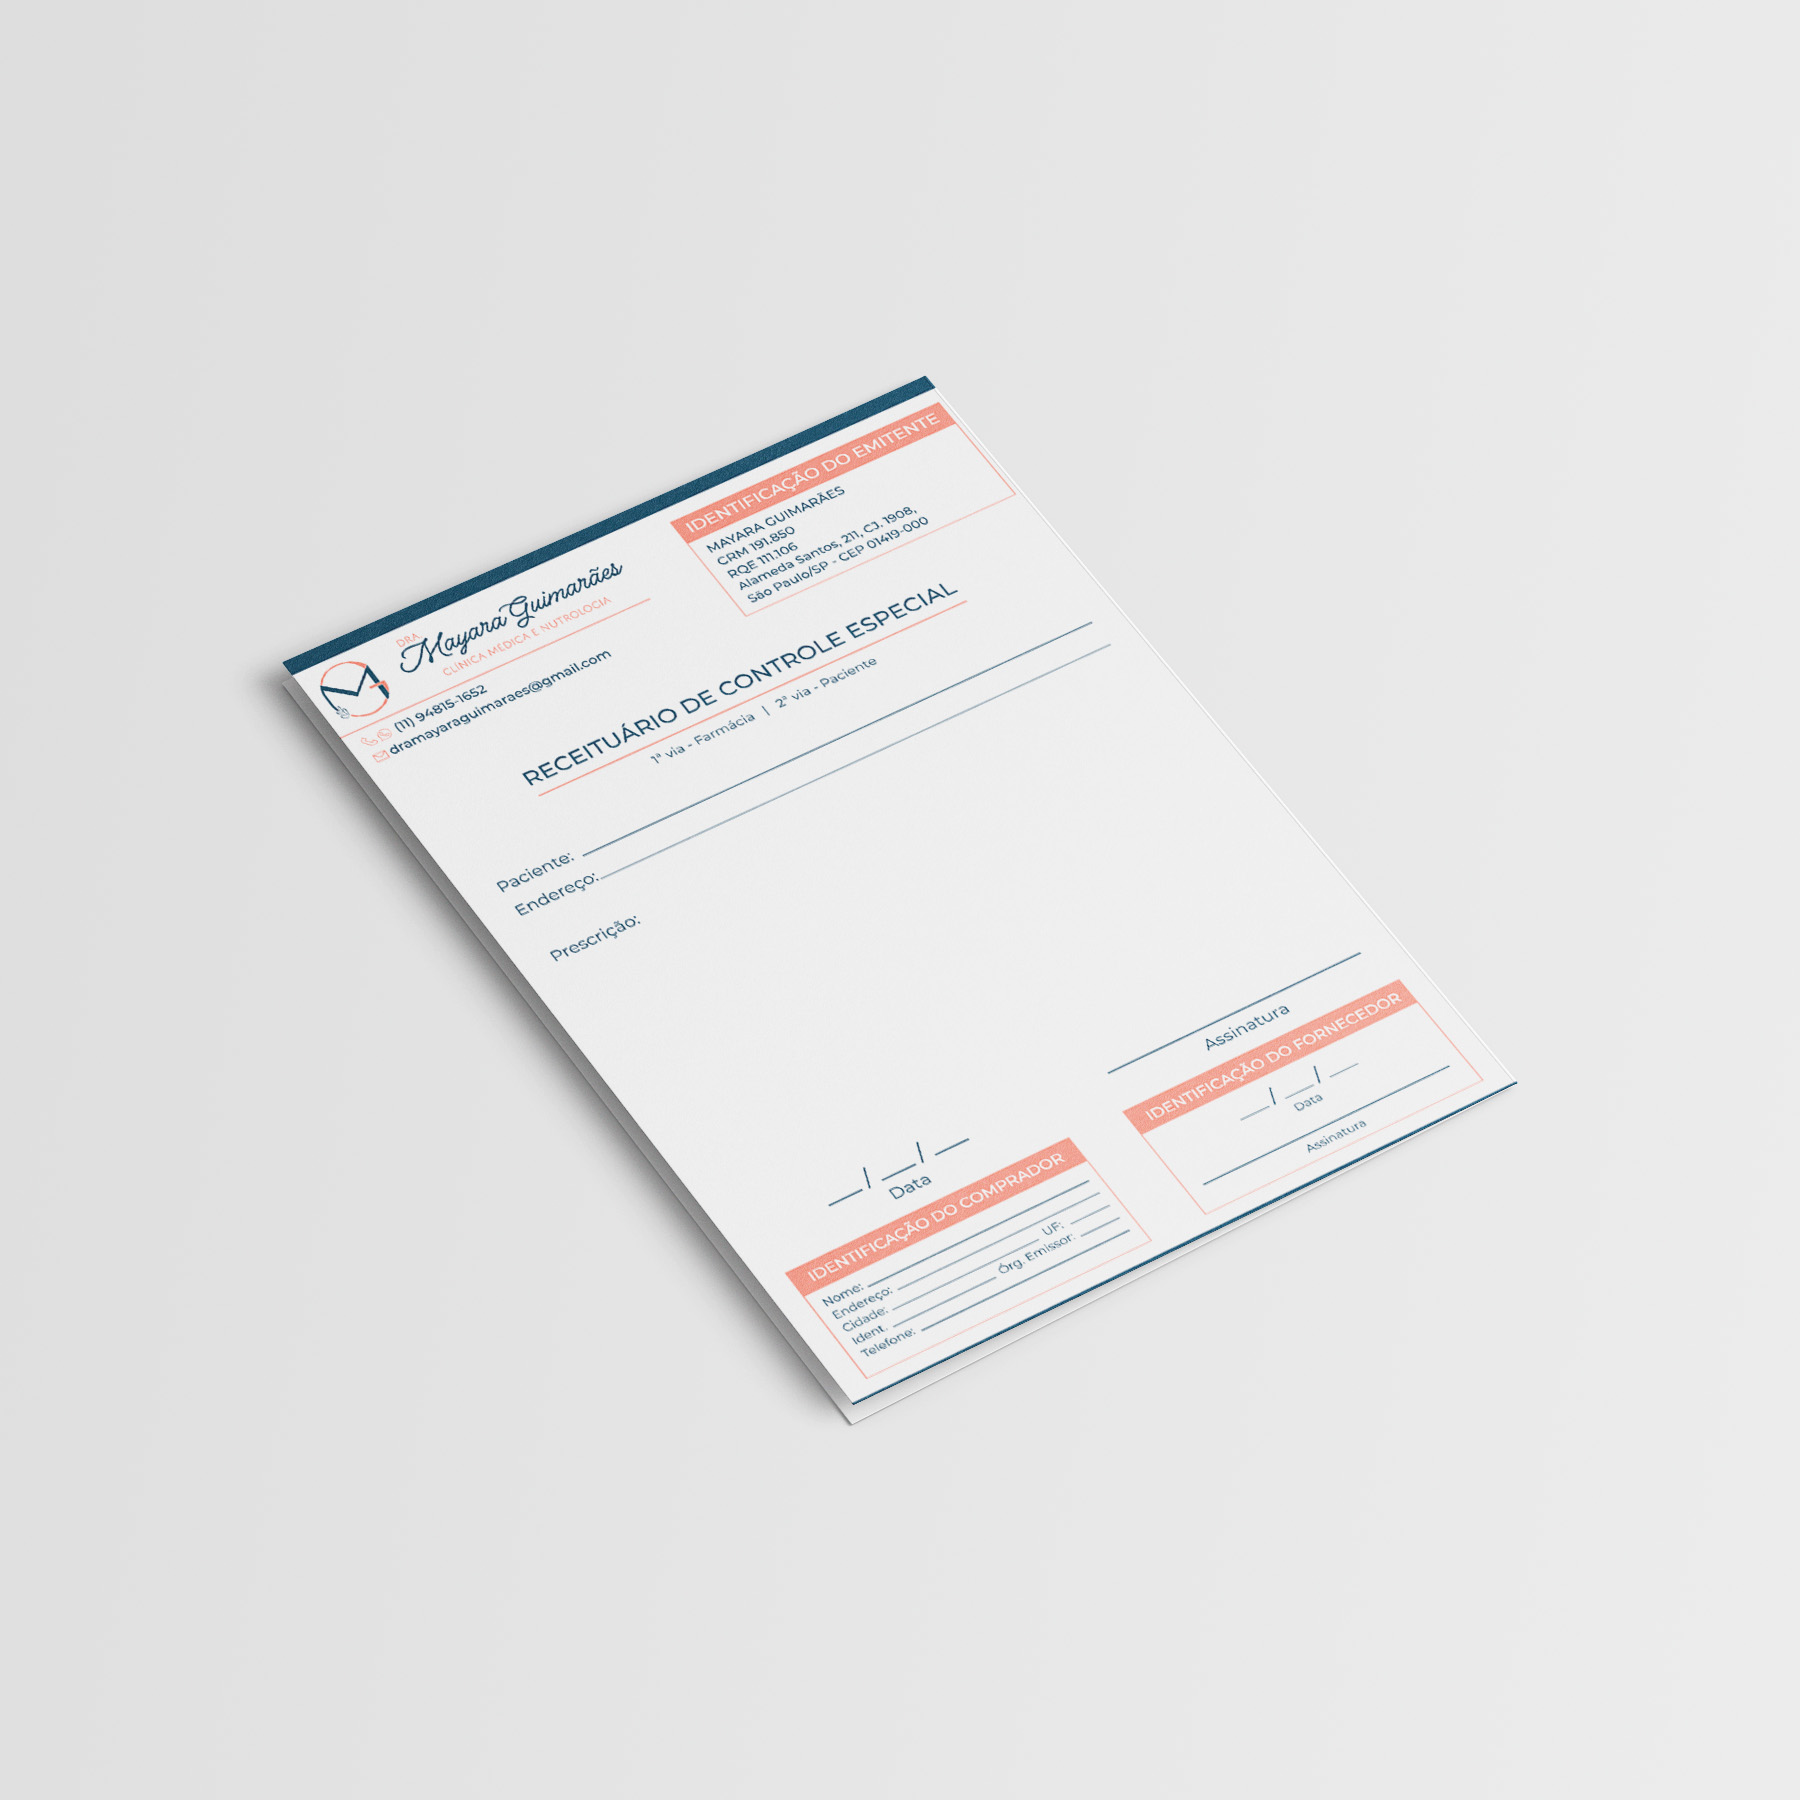 DRA
Mayara Guimarães
CLÍNICA MÉDICA E NUTROLOGIA
(11) 94815-1652
dramayaraguimaraes@gmail.com
IDENTIFICAÇÃO DO EMITENTE
MAYARA GUIMARÃES
CRM 191.850
RQE 111.106
Alameda Santos, 211, CJ. 1908,
São Paulo/SP - CEP 01419-000
RECEITUÁRIO DE CONTROLE ESPECIAL
1ª via - Farmácia | 2ª via - Paciente
Paciente:
Endereço:
Prescrição:
__/__/__
Data
Assinatura
IDENTIFICAÇÃO DO COMPRADOR
Nome:
Endereço:
Cidade: UF:
Ident. Órg. Emissor:
Telefone:
IDENTIFICAÇÃO DO FORNECEDOR
__/__/__
Data
Assinatura